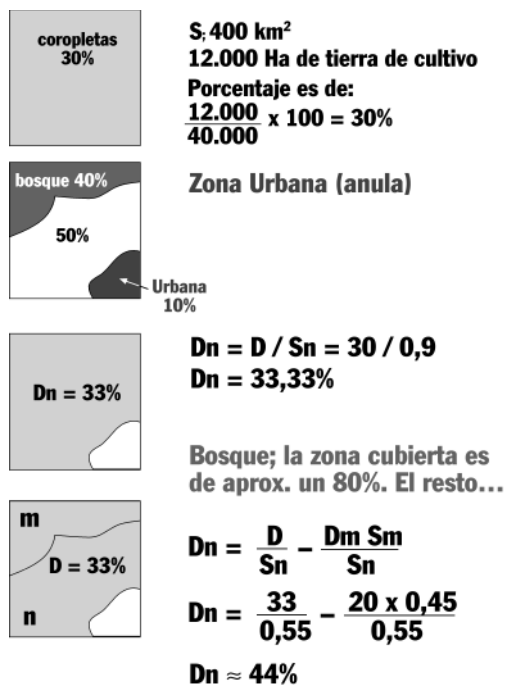 coropletas
30%
S; 400 km²
12.000 Ha de tierra de cultivo
Porcentaje es de:
12.000
40.000
x 100 = 30%
bosque 40%
50%
Urbana
10%
Zona Urbana (anula)
Dn = 33%
Dn = D / Sn = 30 / 0,9
Dn = 33,33%
Bosque; la zona cubierta es
de aprox. un 80%. El resto...
m
D = 33%
n
Dn = D/Sn – Dm Sm/Sn
Dn = 33/0,55 – 20 x 0,45/0,55
Dn ≈ 44%